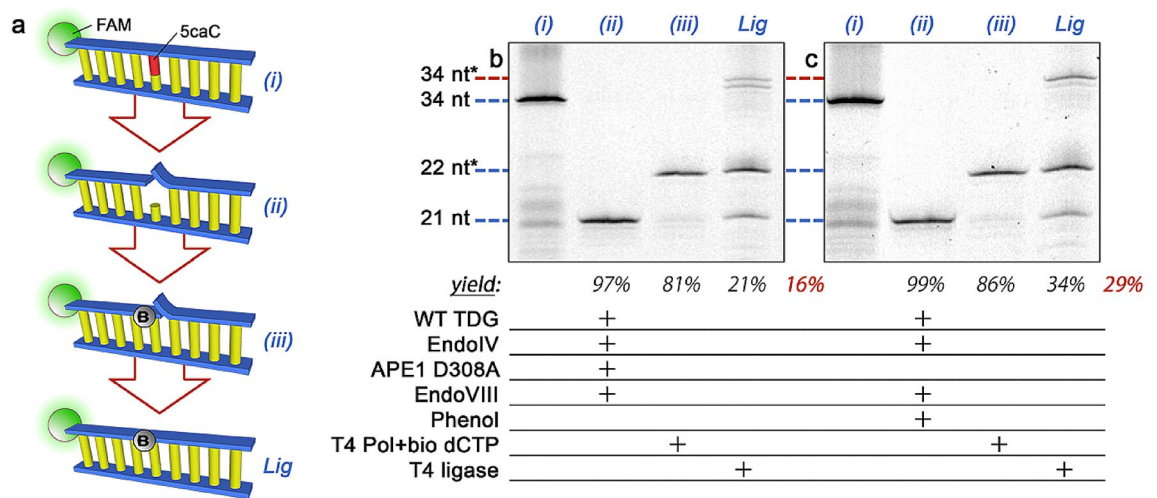 a
FAM
5caC
(i)
(ii)
B
(iii)
B
Lig
(i) (ii) (iii) Lig (i) (ii) (iii) Lig
b c
34 nt*
34 nt
22 nt*
21 nt
yield: 97% 81% 21% 16% 99% 86% 34% 29%
WT TDG + +
EndoIV + +
APE1 D308A +
EndoVIII + +
Phenol +
T4 Pol+bio dCTP + +
T4 ligase + +